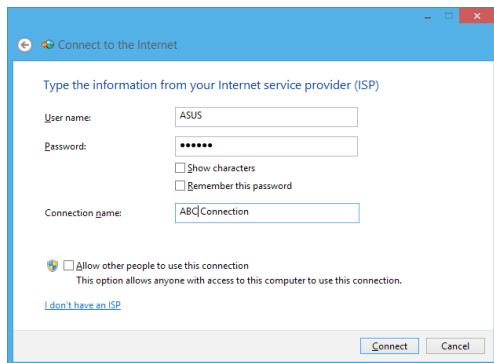 Connect to the Internet
Type the information from your Internet service provider (ISP)
User name: ASUS
Password: ●●●●●●
Show characters
Remember this password
Connection name: ABC Connection
Allow other people to use this connection
This option allows anyone with access to this computer to use this connection.
I don't have an ISP
Connect Cancel